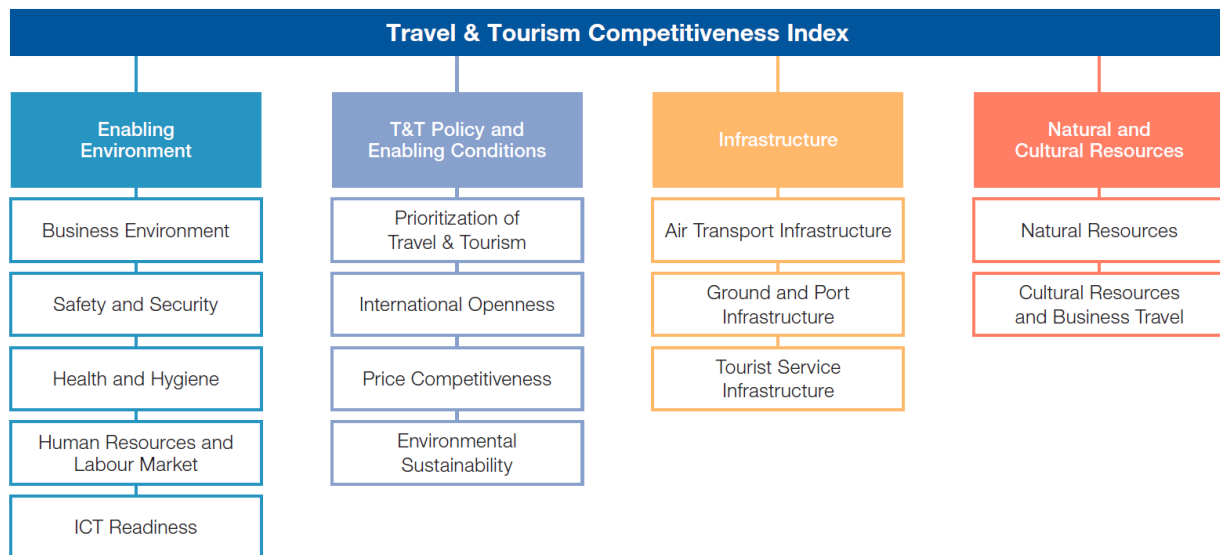 Travel & Tourism Competitiveness Index
Enabling
Environment
Business Environment
Safety and Security
Health and Hygiene
Human Resources and
Labour Market
ICT Readiness
T&T Policy and
Enabling Conditions
Prioritization of
Travel & Tourism
International Openness
Price Competitiveness
Environmental
Sustainability
Infrastructure
Air Transport Infrastructure
Ground and Port
Infrastructure
Tourist Service
Infrastructure
Natural and
Cultural Resources
Natural Resources
Cultural Resources
and Business Travel